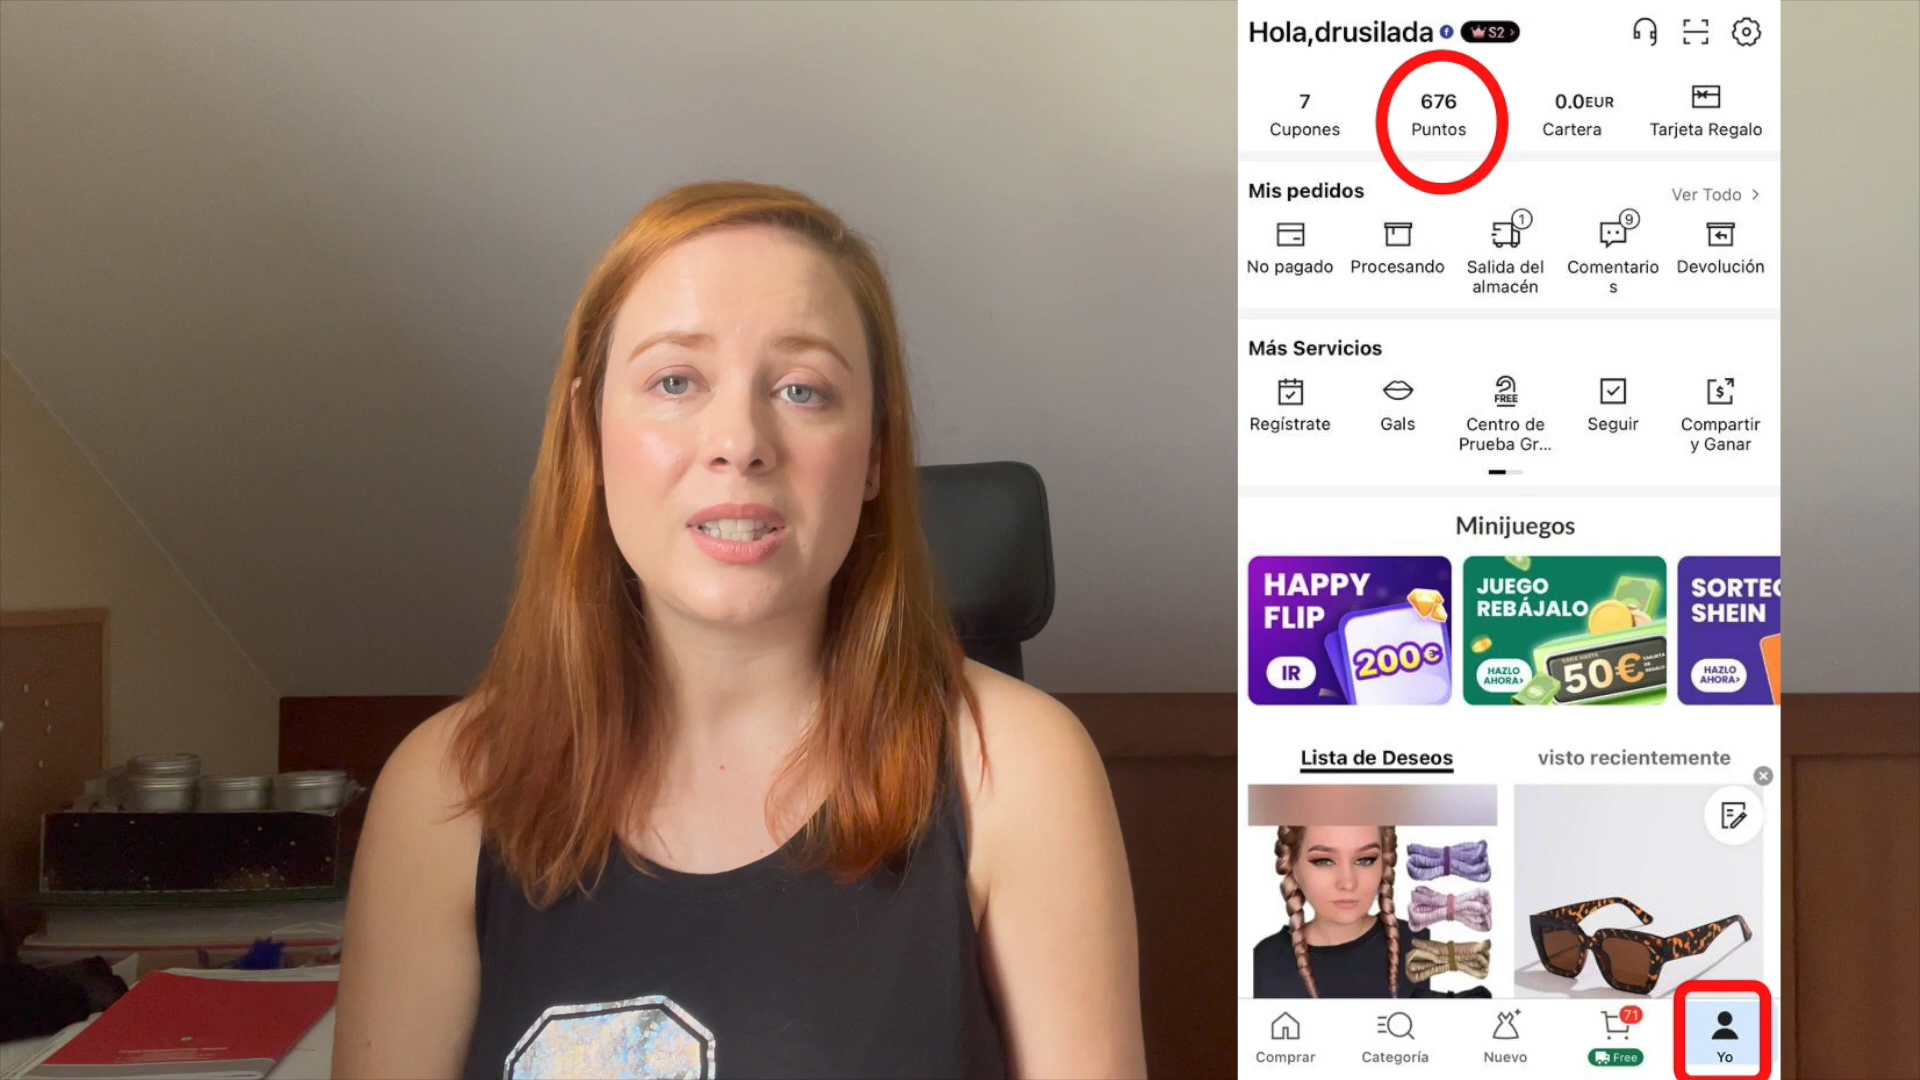 Hola,drusilada S2 >
7 676 0.0EUR
Cupones Puntos Cartera Tarjeta Regalo
Mis pedidos Ver Todo >
1 9
No pagado Procesando Salida del Comentario Devolución
almacén s
Más Servicios
FREE
Regístrate Gals Centro de Seguir Compartir
Prueba Gr... y Ganar
Minijuegos
HAPPY
FLIP
200€
IR
JUEGO
REBÁJALO
50€
HAZLO
AHORA>
SORTEO
SHEIN
HAZLO
AHORA>
Lista de Deseos visto recientemente
71
Free
Comprar Categoría Nuevo Yo